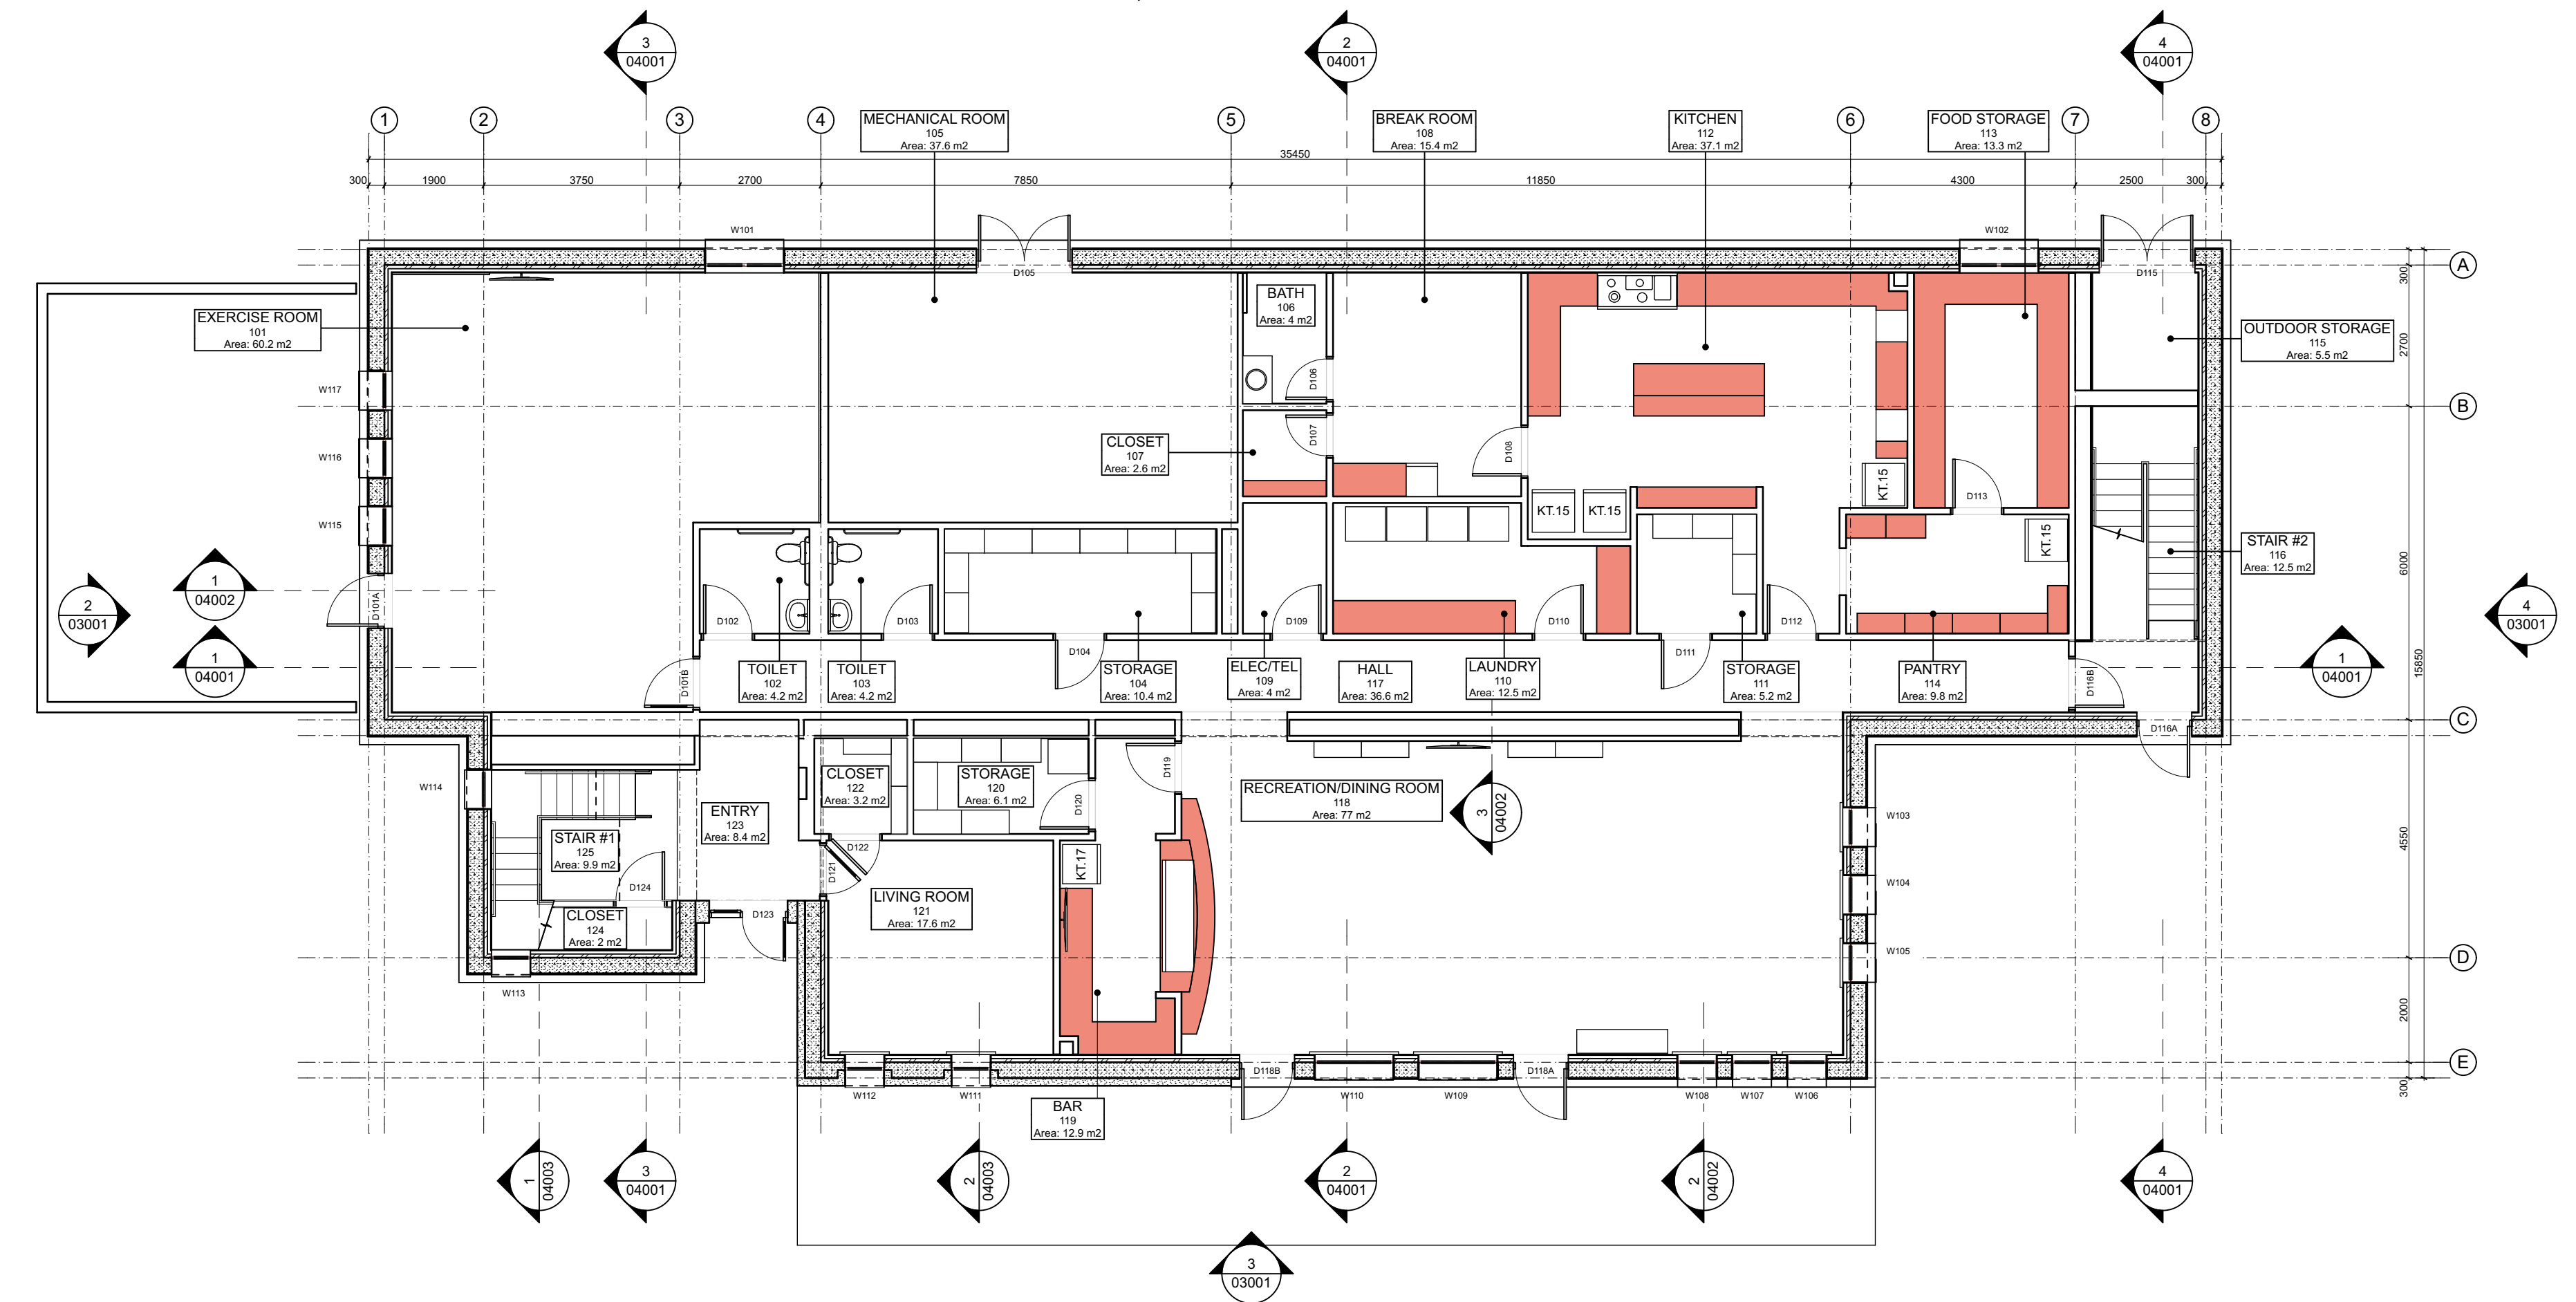 3
04001
2
04001
4
04001
1
2
3
4
5
6
7
8
MECHANICAL ROOM
105
Area: 37.6 m2
BREAK ROOM
108
Area: 15.4 m2
KITCHEN
112
Area: 37.1 m2
FOOD STORAGE
113
Area: 13.3 m2
35450
300
1900
3750
2700
7850
11850
4300
2500
300
W101
W102
D105
D115
A
300
BATH
106
Area: 4 m2
EXERCISE ROOM
101
Area: 60.2 m2
OUTDOOR STORAGE
115
Area: 5.5 m2
2700
W117
D106
B
CLOSET
107
Area: 2.6 m2
D107
D108
W116
KT.15
KT.15
KT.15
D113
W115
KT.15
STAIR #2
116
Area: 12.5 m2
6000
1
04002
2
03001
D101A
D102
D103
D109
D110
D112
4
03001
1
04001
D104
D111
D101B
TOILET
102
Area: 4.2 m2
TOILET
103
Area: 4.2 m2
STORAGE
104
Area: 10.4 m2
ELEC/TEL
109
Area: 4 m2
HALL
117
Area: 36.6 m2
LAUNDRY
110
Area: 12.5 m2
STORAGE
111
Area: 5.2 m2
PANTRY
114
Area: 9.8 m2
D116B
1
04001
15850
C
D116A
W114
CLOSET
122
Area: 3.2 m2
STORAGE
120
Area: 6.1 m2
D119
D120
RECREATION/DINING ROOM
118
Area: 77 m2
3
04002
W103
ENTRY
123
Area: 8.4 m2
STAIR #1
125
Area: 9.9 m2
D122
D121
KT.17
4550
D124
W104
LIVING ROOM
121
Area: 17.6 m2
CLOSET
124
Area: 2 m2
D123
W105
D
W113
2000
E
D118B
D118A
300
W112
W111
W110
W109
W108
W107
W106
BAR
119
Area: 12.9 m2
1
04003
3
04001
2
04003
2
04001
2
04002
4
04001
3
03001